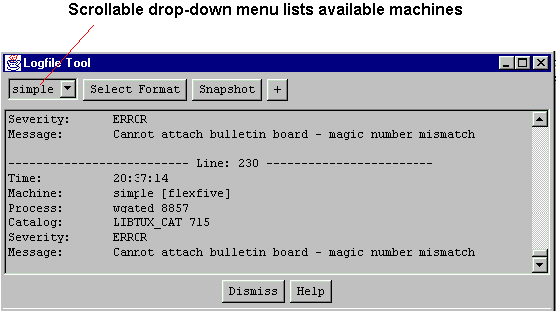 Scrollable drop-down menu lists available machines
Logfile Tool
simple Select Format Snapshot +
Severity: ERROR
Message: Cannot attach bulletin board - magic number mismatch
-------------------------- Line: 230 ------------------------
Time: 20:37:14
Machine: simple [flexfive]
Process: wgated 8857
Catalog: LIBTUX_CAT 715
Severity: ERROR
Message: Cannot attach bulletin board - magic number mismatch
Dismiss Help